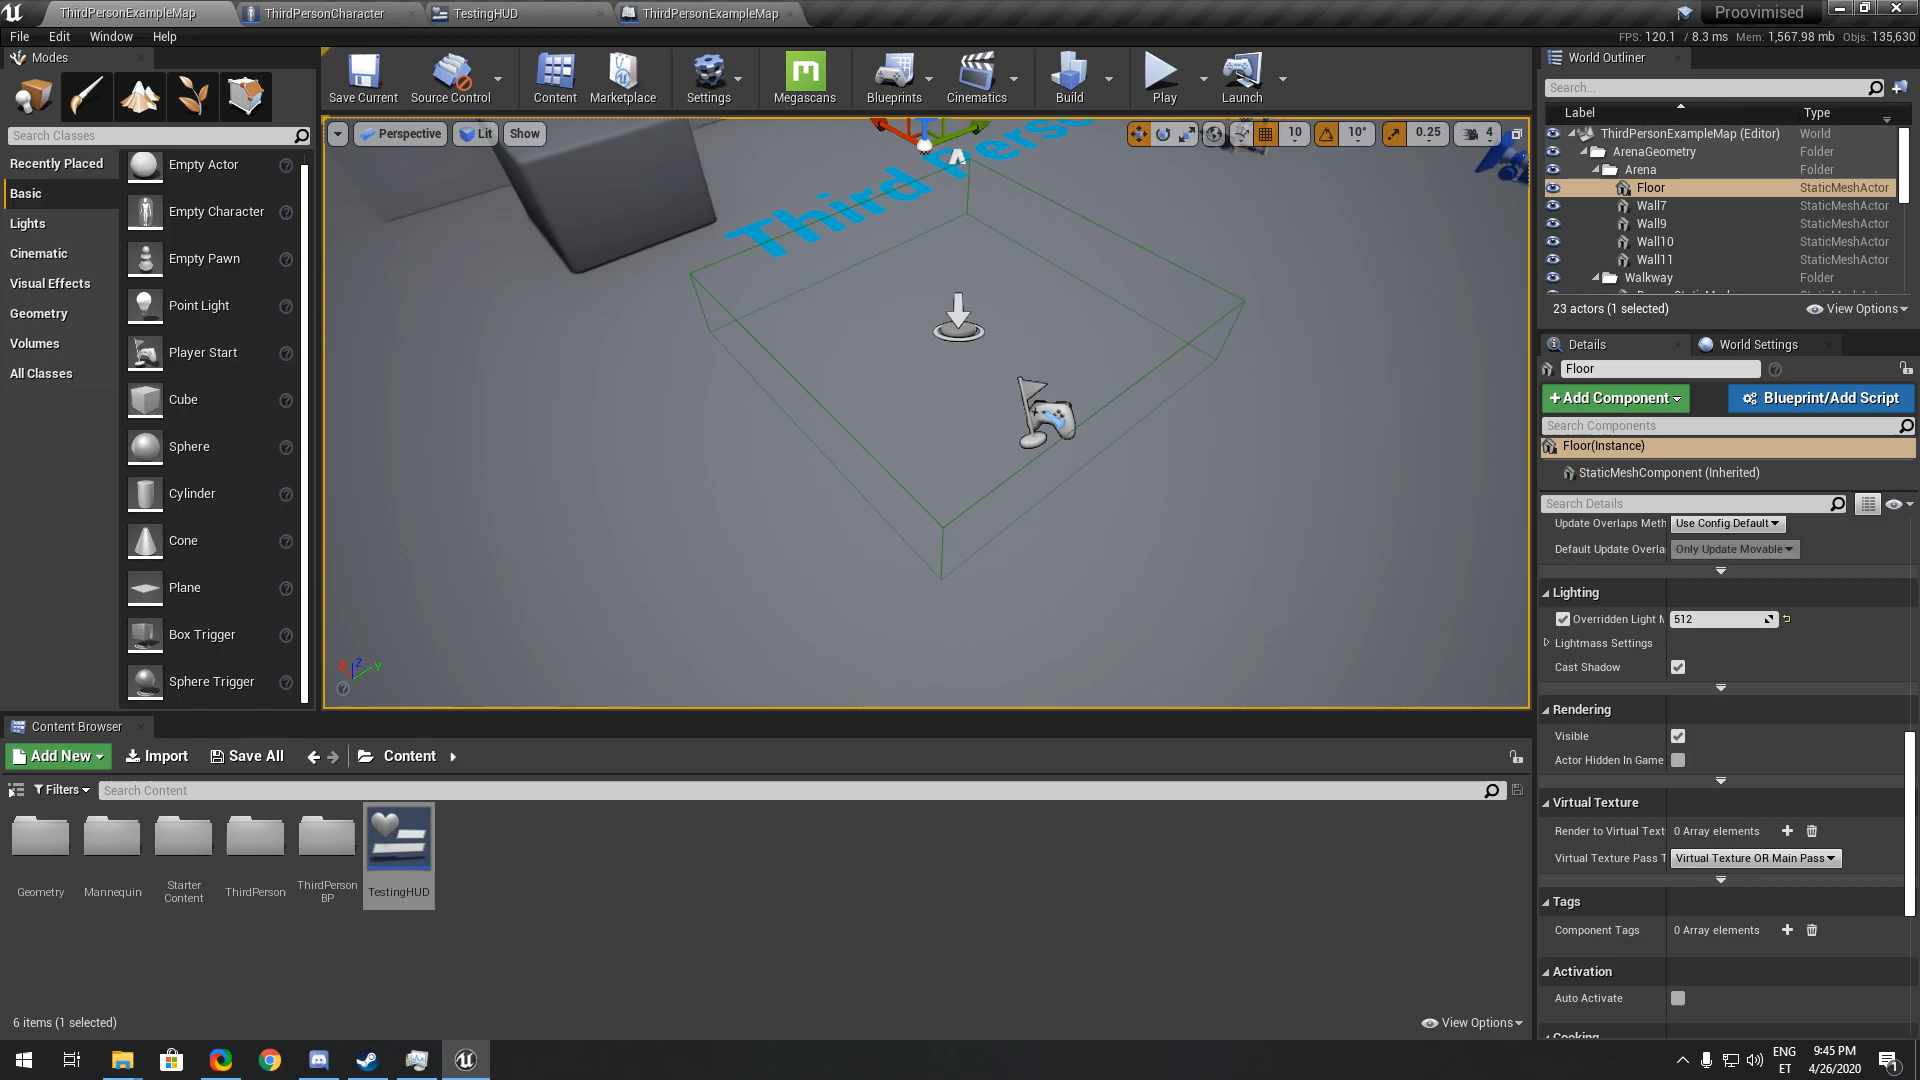 ThirdPersonExampleMap
ThirdPersonCharacter
TestingHUD
ThirdPersonExampleMap
Proovimised
File Edit Window Help
FPS: 120.1 / 8.3 ms Mem: 1,567.98 mb Objs: 135,630
Modes
Search Classes
Recently Placed
Basic
Lights
Cinematic
Visual Effects
Geometry
Volumes
All Classes
Empty Actor
Empty Character
Empty Pawn
Point Light
Player Start
Cube
Sphere
Cylinder
Cone
Plane
Box Trigger
Sphere Trigger
Save Current
Source Control
Content
Marketplace
Settings
Megascans
Blueprints
Cinematics
Build
Play
Launch
Perspective Lit Show
10 10° 0.25 4
Third Perso
X Z Y
World Outliner
Search...
Label Type
ThirdPersonExampleMap (Editor) World
ArenaGeometry Folder
Arena Folder
Floor StaticMeshActor
Wall7 StaticMeshActor
Wall9 StaticMeshActor
Wall10 StaticMeshActor
Wall11 StaticMeshActor
Walkway Folder
23 actors (1 selected) View Options
Details World Settings
Floor
+Add Component Blueprint/Add Script
Search Components
Floor(Instance)
StaticMeshComponent (Inherited)
Search Details
Update Overlaps Meth Use Config Default
Default Update Overla Only Update Movable
Lighting
Overridden Light M 512
Lightmass Settings
Cast Shadow
Rendering
Visible
Actor Hidden In Game
Virtual Texture
Render to Virtual Text 0 Array elements
Virtual Texture Pass T Virtual Texture OR Main Pass
Tags
Component Tags 0 Array elements
Activation
Auto Activate
Cooking
Content Browser
Add New Import Save All Content
Filters Search Content
Geometry
Mannequin
Starter
Content
ThirdPerson
ThirdPerson
BP
TestingHUD
6 items (1 selected) View Options
ENG
ET
9:45 PM
4/26/2020
1